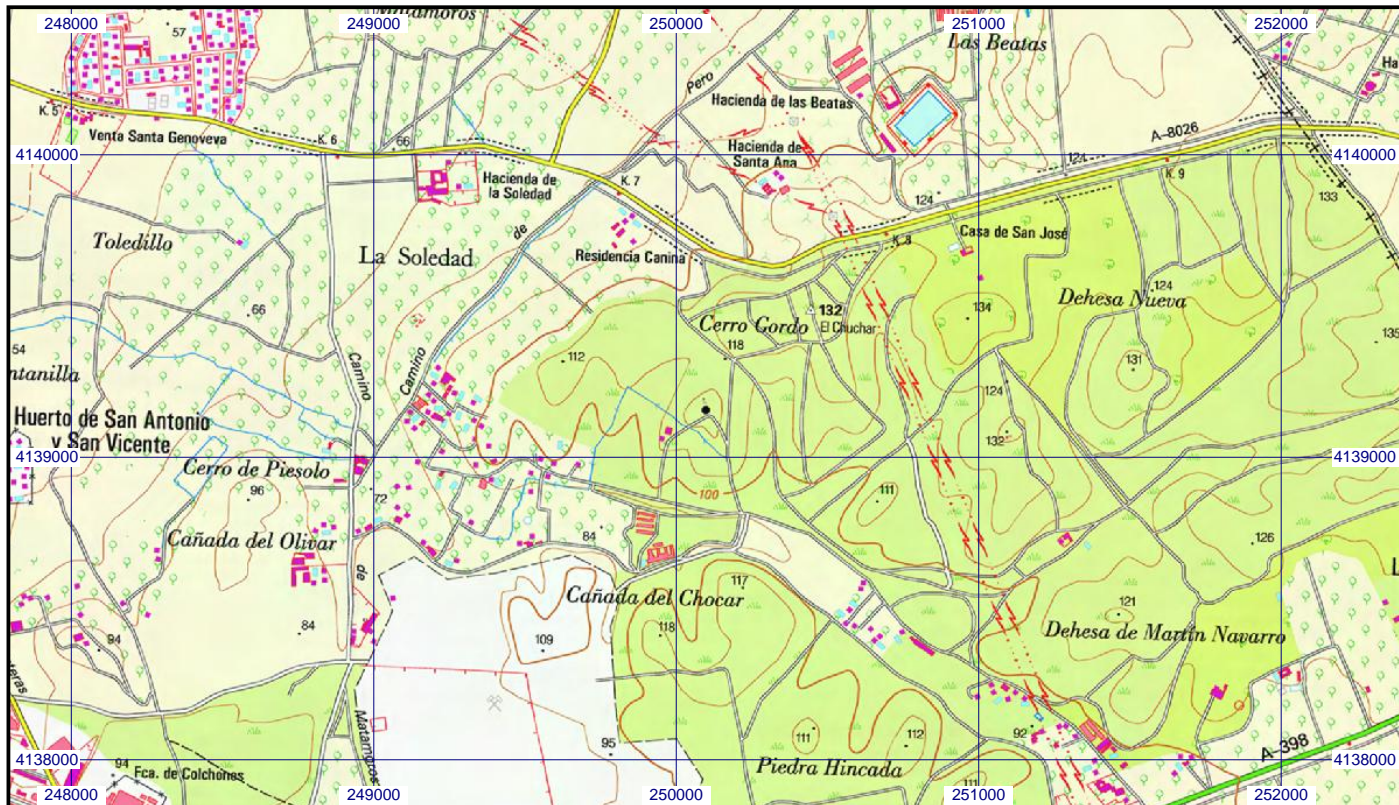 248000
249000
250000
251000
252000
57
Las Beatas
Pero
Hacienda de las Beatas
K. 5
Venta Santa Genoveva
K. 6
66
A-8026
4140000
Hacienda de
Santa Ana
124
4140000
Hacienda de
la Soledad
K. 7
K. 9
124
133
Toledillo
de
La Soledad
Residencia Canina
K. 8
Casa de San José
66
124
Dehesa Nueva
134
132
El Chuchar
Cerro Gordo
118
54
ntanilla
Camino
Camino
112
131
135
124
Huerto de San Antonio
v San Vicente
132
4139000
4139000
Cerro de Piesolo
96
72
100
111
Cañada del Olivar
84
126
de
L
117
Cañada del Chocar
121
118
Dehesa de Martín Navarro
84
109
94
teras
Matamoros
92
111
112
95
A-398
4138000
94
Fca. de Colchones
Piedra Hincada
111
4138000
248000
249000
250000
251000
252000